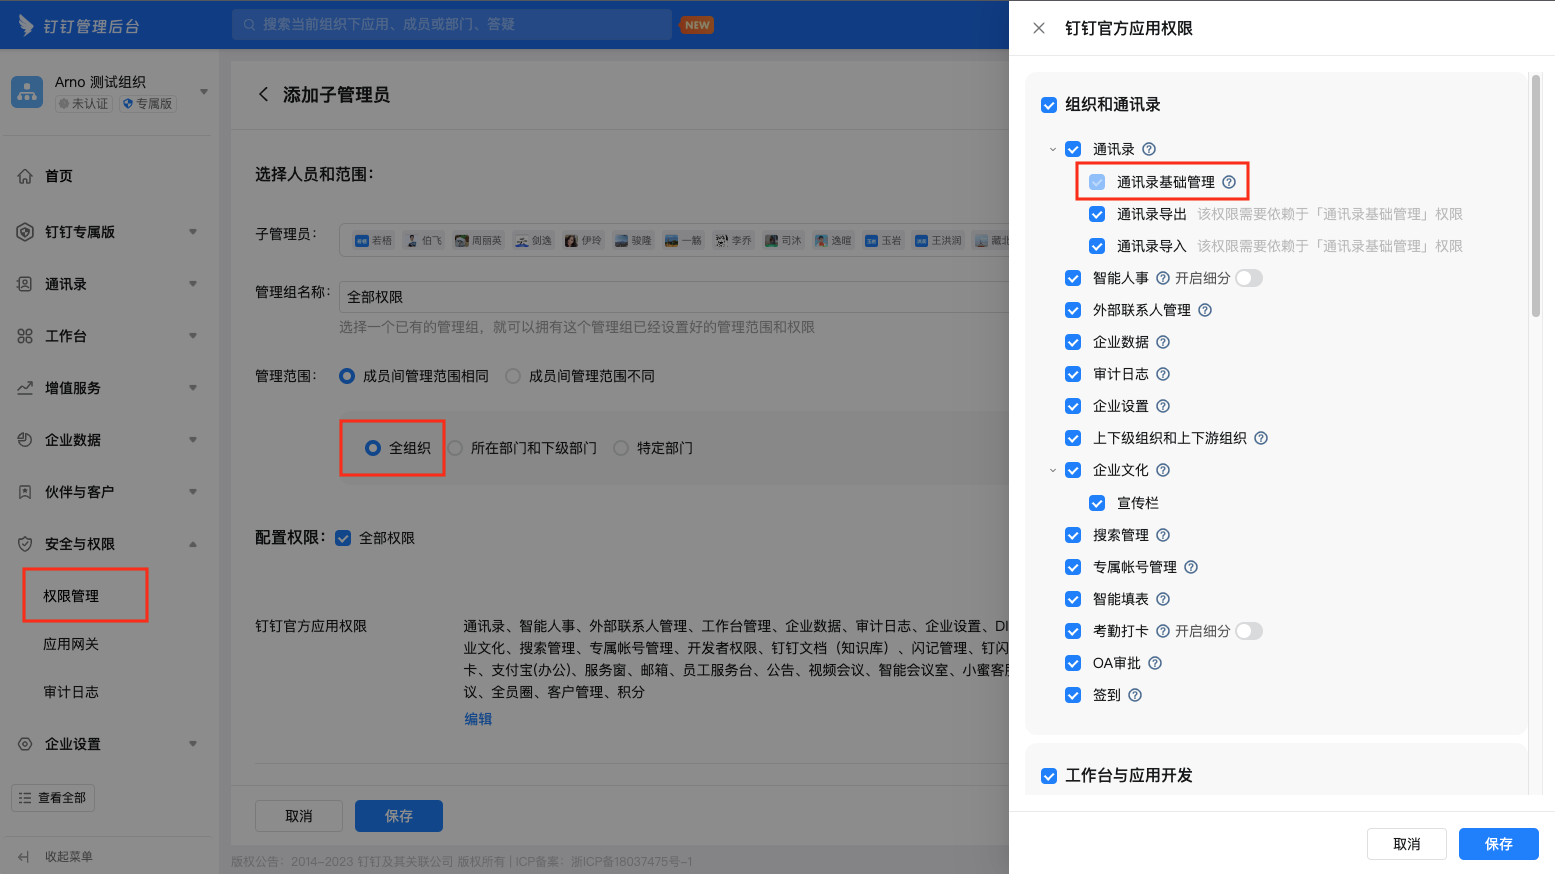 钉钉管理后台
搜索当前组织下应用、成员或部门、答疑
NEW
Arno 测试组织
未认证
专属版
首页
钉钉专属版
通讯录
工作台
增值服务
企业数据
伙伴与客户
安全与权限
权限管理
应用网关
审计日志
企业设置
查看全部
收起菜单
添加子管理员
选择人员和范围：
子管理员：
若梧 伯飞 周丽英 剑逸 伊玲 骏隆 一觞 李乔 司沐 逸暄 玉岩 王洪润 藏北
管理组名称：
全部权限
选择一个已有的管理组，就可以拥有这个管理组已经设置好的管理范围和权限
管理范围：
成员间管理范围相同 成员间管理范围不同
全组织 所在部门和下级部门 特定部门
配置权限： 全部权限
钉钉官方应用权限
通讯录、智能人事、外部联系人管理、工作台管理、企业数据、审计日志、企业设置、DI
业文化、搜索管理、专属帐号管理、开发者权限、钉钉文档（知识库）、闪记管理、钉闪
卡、支付宝(办公)、服务窗、邮箱、员工服务台、公告、视频会议、智能会议室、小蜜客服
议、全员圈、客户管理、积分
编辑
取消 保存
版权公告：2014-2023 钉钉及其关联公司 版权所有 | ICP备案：浙ICP备18037475号-1
钉钉官方应用权限
组织和通讯录
通讯录
通讯录基础管理
通讯录导出 该权限需要依赖于「通讯录基础管理」权限
通讯录导入 该权限需要依赖于「通讯录基础管理」权限
智能人事 开启细分
外部联系人管理
企业数据
审计日志
企业设置
上下级组织和上下游组织
企业文化
宣传栏
搜索管理
专属帐号管理
智能填表
考勤打卡 开启细分
OA审批
签到
工作台与应用开发
取消 保存